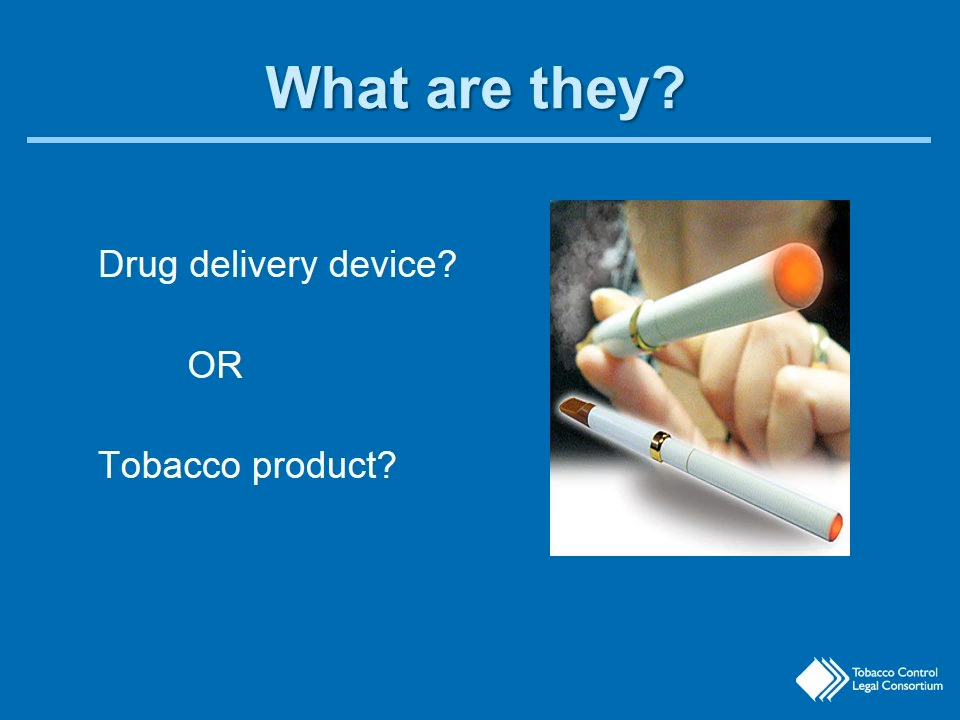 What are they?
Drug delivery device?
OR
Tobacco product?
Tobacco Control
Legal Consortium